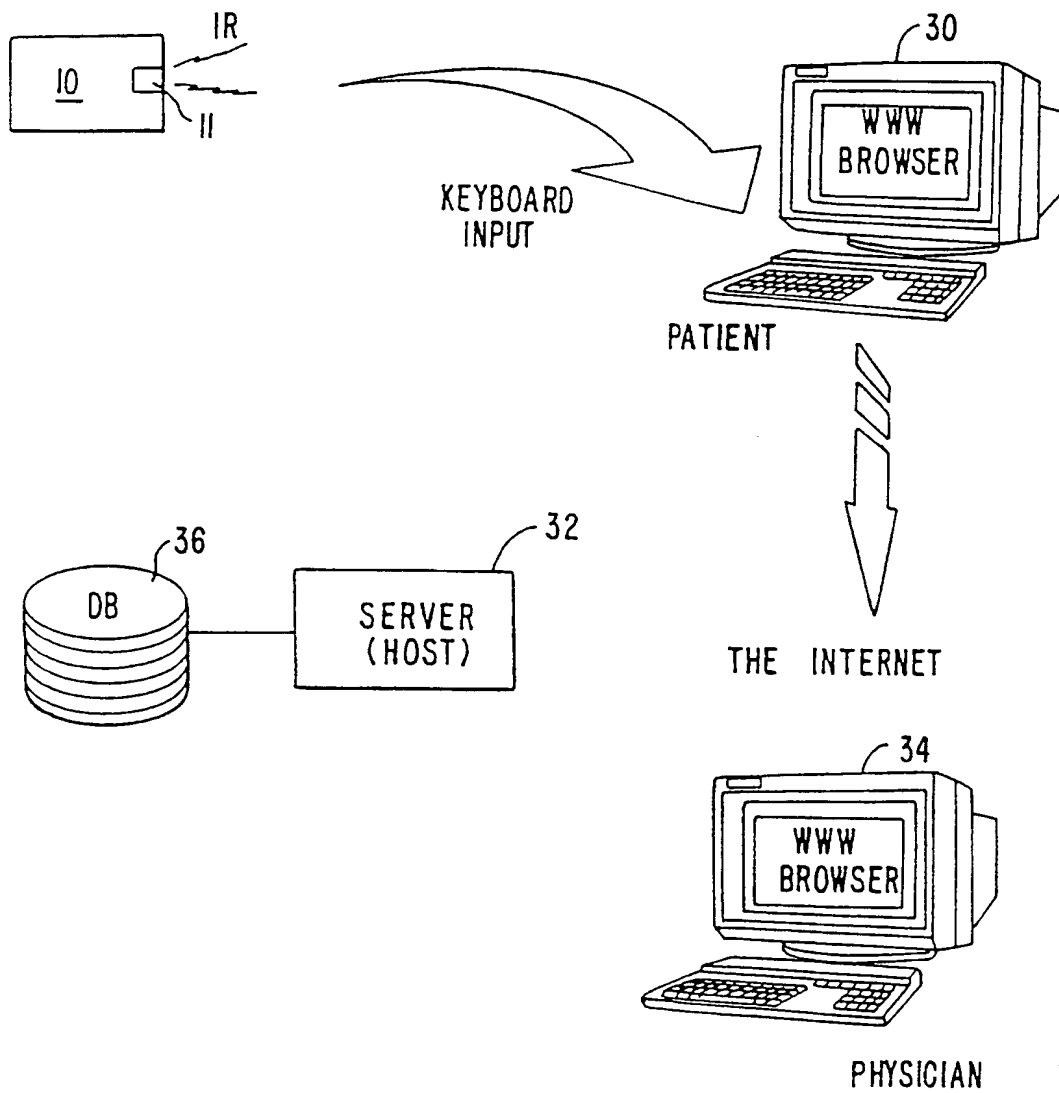 IR
10
11
30
WWW
BROWSER
KEYBOARD
INPUT
PATIENT
36
DB
32
SERVER
(HOST)
THE INTERNET
34
WWW
BROWSER
PHYSICIAN